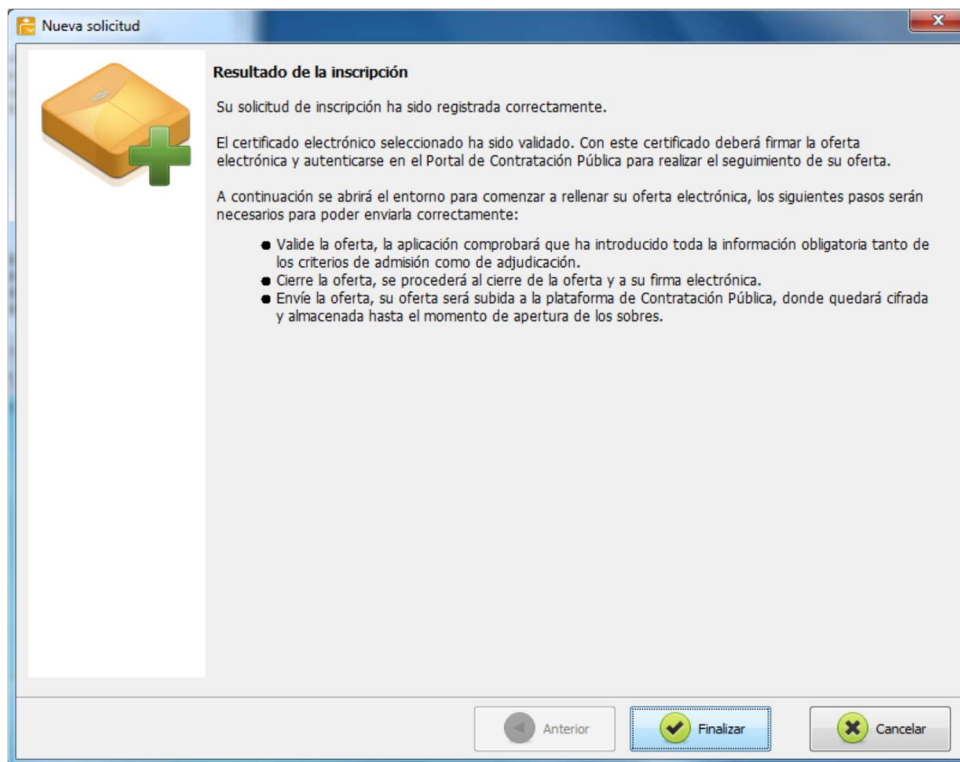 Nueva solicitud
Resultado de la inscripción
Su solicitud de inscripción ha sido registrada correctamente.
El certificado electrónico seleccionado ha sido validado. Con este certificado deberá firmar la oferta
electrónica y autenticarse en el Portal de Contratación Pública para realizar el seguimiento de su oferta.
A continuación se abrirá el entorno para comenzar a rellenar su oferta electrónica, los siguientes pasos serán
necesarios para poder enviarla correctamente:
● Valide la oferta, la aplicación comprobará que ha introducido toda la información obligatoria tanto de
los criterios de admisión como de adjudicación.
● Cierre la oferta, se procederá al cierre de la oferta y a su firma electrónica.
● Envíe la oferta, su oferta será subida a la plataforma de Contratación Pública, donde quedará cifrada
y almacenada hasta el momento de apertura de los sobres.
Anterior Finalizar Cancelar